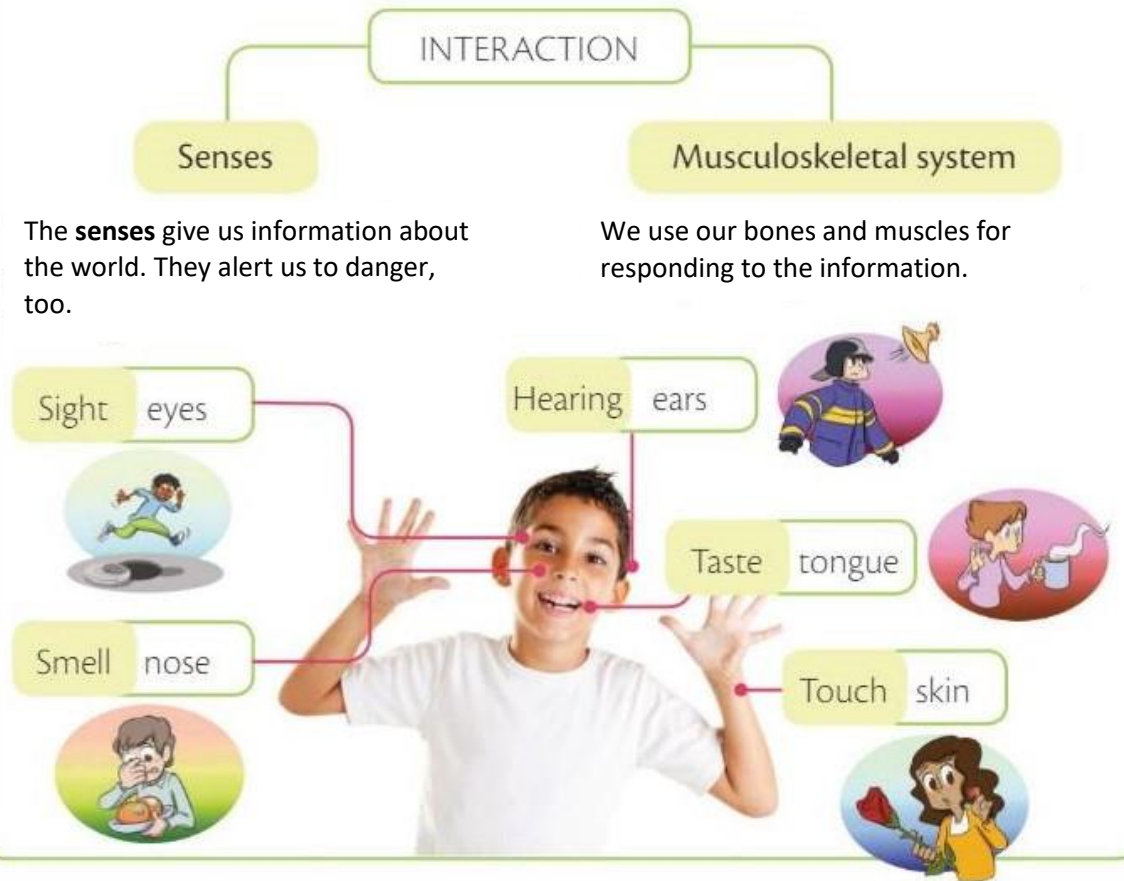 INTERACTION
Senses
Musculoskeletal system
The senses give us information about
the world. They alert us to danger,
too.
We use our bones and muscles for
responding to the information.
Sight eyes
Hearing ears
Taste tongue
Smell nose
Touch skin